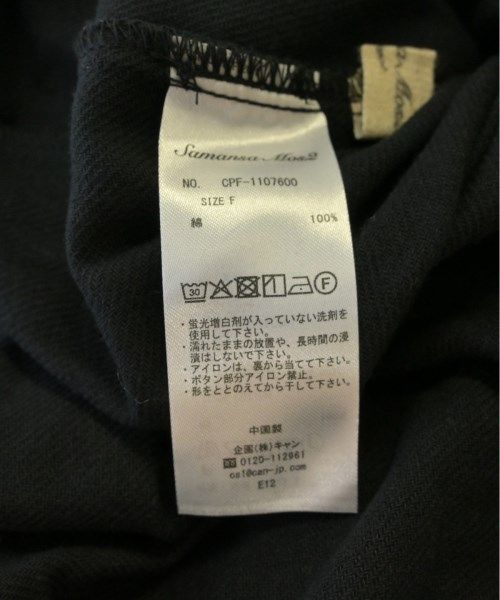 Samansa Mos2
NO. CPF-1107600
SIZE F
綿 100%
30 F
・蛍光増白剤が入っていない洗剤を
使用して下さい。
・濡れたままの放置や、長時間の浸
漬はしないで下さい。
・アイロンは、裏から当てて下さい。
・ボタン部分アイロン禁止。
・形をととのえてから干して下さい。
中国製
企画(株)キャン
0120-112961
cs1@can-jp.com
E12